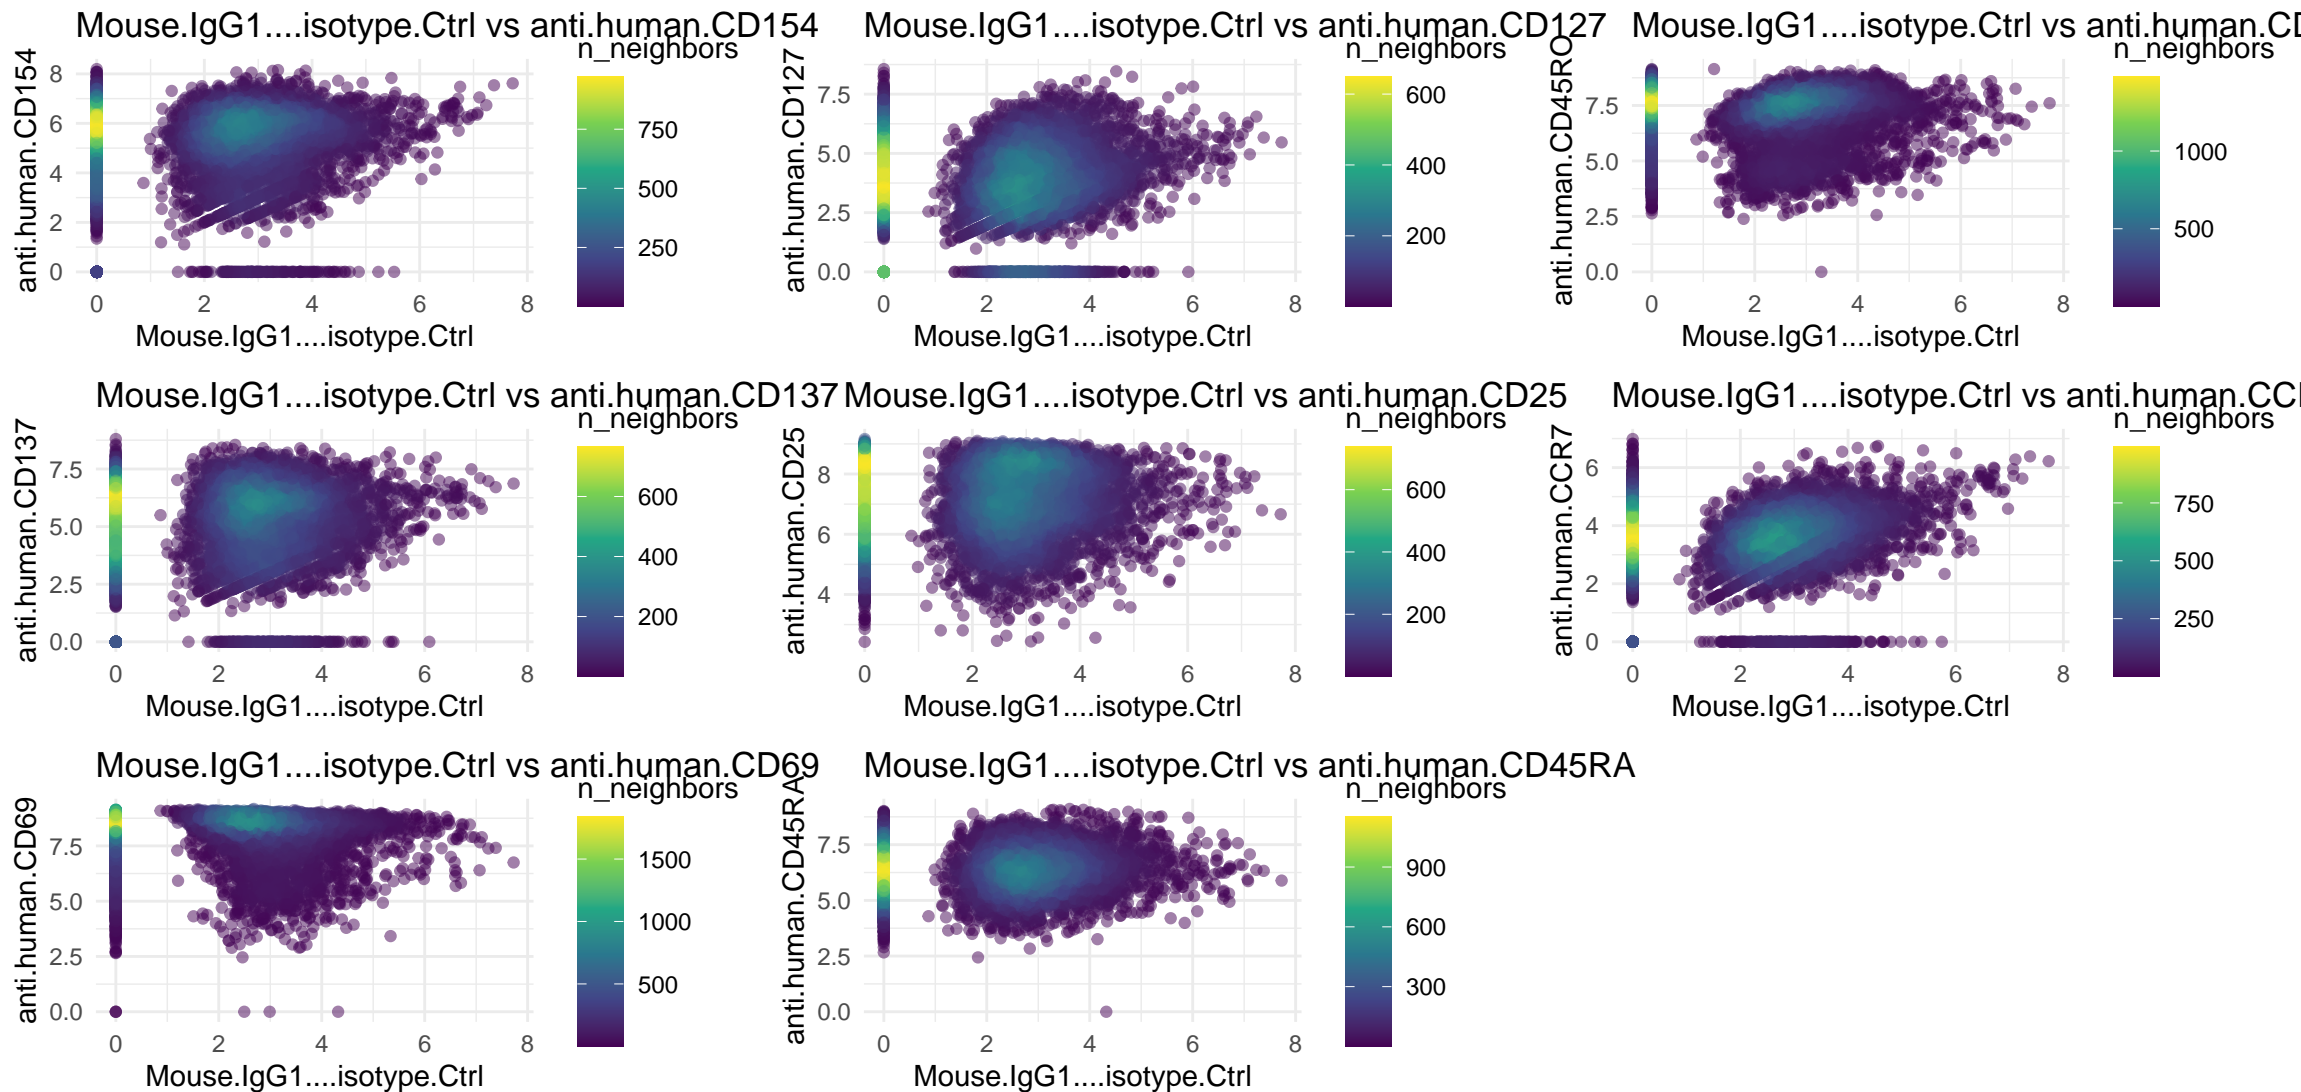 Mouse.IgG1....isotype.Ctrl vs anti.human.CD154
anti.human.CD154
8
6
4
2
0
0 2 4 6 8
Mouse.IgG1....isotype.Ctrl
n_neighbors
750
500
250
Mouse.IgG1....isotype.Ctrl vs anti.human.CD127
anti.human.CD127
7.5
5.0
2.5
0.0
0 2 4 6 8
Mouse.IgG1....isotype.Ctrl
n_neighbors
600
400
200
Mouse.IgG1....isotype.Ctrl vs anti.human.CD
anti.human.CD45RO
7.5
5.0
2.5
0.0
0 2 4 6 8
Mouse.IgG1....isotype.Ctrl
n_neighbors
1000
500
Mouse.IgG1....isotype.Ctrl vs anti.human.CD137
anti.human.CD137
7.5
5.0
2.5
0.0
0 2 4 6 8
Mouse.IgG1....isotype.Ctrl
n_neighbors
600
400
200
Mouse.IgG1....isotype.Ctrl vs anti.human.CD25
anti.human.CD25
8
6
4
0 2 4 6 8
Mouse.IgG1....isotype.Ctrl
n_neighbors
600
400
200
Mouse.IgG1....isotype.Ctrl vs anti.human.CC
anti.human.CCR7
6
4
2
0
0 2 4 6 8
Mouse.IgG1....isotype.Ctrl
n_neighbors
750
500
250
Mouse.IgG1....isotype.Ctrl vs anti.human.CD69
anti.human.CD69
7.5
5.0
2.5
0.0
0 2 4 6 8
Mouse.IgG1....isotype.Ctrl
n_neighbors
1500
1000
500
Mouse.IgG1....isotype.Ctrl vs anti.human.CD45RA
anti.human.CD45RA
7.5
5.0
2.5
0.0
0 2 4 6 8
Mouse.IgG1....isotype.Ctrl
n_neighbors
900
600
300